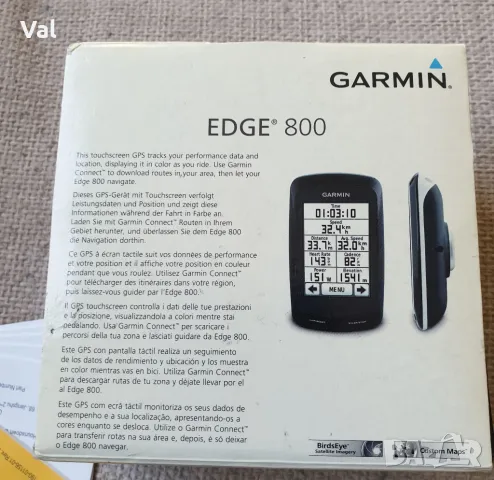 Val
GARMIN®
EDGE® 800
This touchscreen GPS tracks your performance data and
location, displaying it in color as you ride. Use Garmin
Connect™ to download routes in your area, then let your
Edge 800 navigate.
Dieses GPS-Gerät mit Touchscreen verfolgt
Leistungsdaten und Position und zeigt diese
Informationen während der Fahrt in Farbe an.
Laden Sie mit Garmin Connect™ Routen in Ihrem
Gebiet herunter, und überlassen Sie dem Edge 800
die Navigation dorthin.
Ce GPS à écran tactile suit vos données de performance
et votre position et il affiche votre position en couleur
pendant que vous roulez. Utilisez Garmin Connect™
pour télécharger des itinéraires dans votre région,
puis laissez-vous guider par l'Edge 800.
Il GPS touchscreen controlla i dati delle tue prestazioni
e la posizione, visualizzandola a colori mentre stai
pedalando. Usa Garmin Connect™ per scaricare i
percorsi della tua zona e lasciati guidare da Edge 800.
Este GPS con pantalla táctil realiza un seguimiento
de los datos de rendimiento y ubicación y los muestra
en color mientras vas en bici. Utiliza Garmin Connect™
para descargar rutas de tu zona y déjate llevar por el
al Edge 800.
Este GPS com ecrã táctil monitoriza os seus dados de
desempenho e a sua localização, apresentando-os a
cores enquanto se desloca. Utilize o Garmin Connect™
para transferir rotas na sua área e, depois, é só deixar
o Edge 800 navegar.
GARMIN
Time
01:03:10
Speed
32.4
Distance Avg. Speed
33.7 32.0
Heart Rate Cadence
143 82
Power Elevation
151 1541
MENU
BirdsEye™
Satellite Imagery
Custom Maps